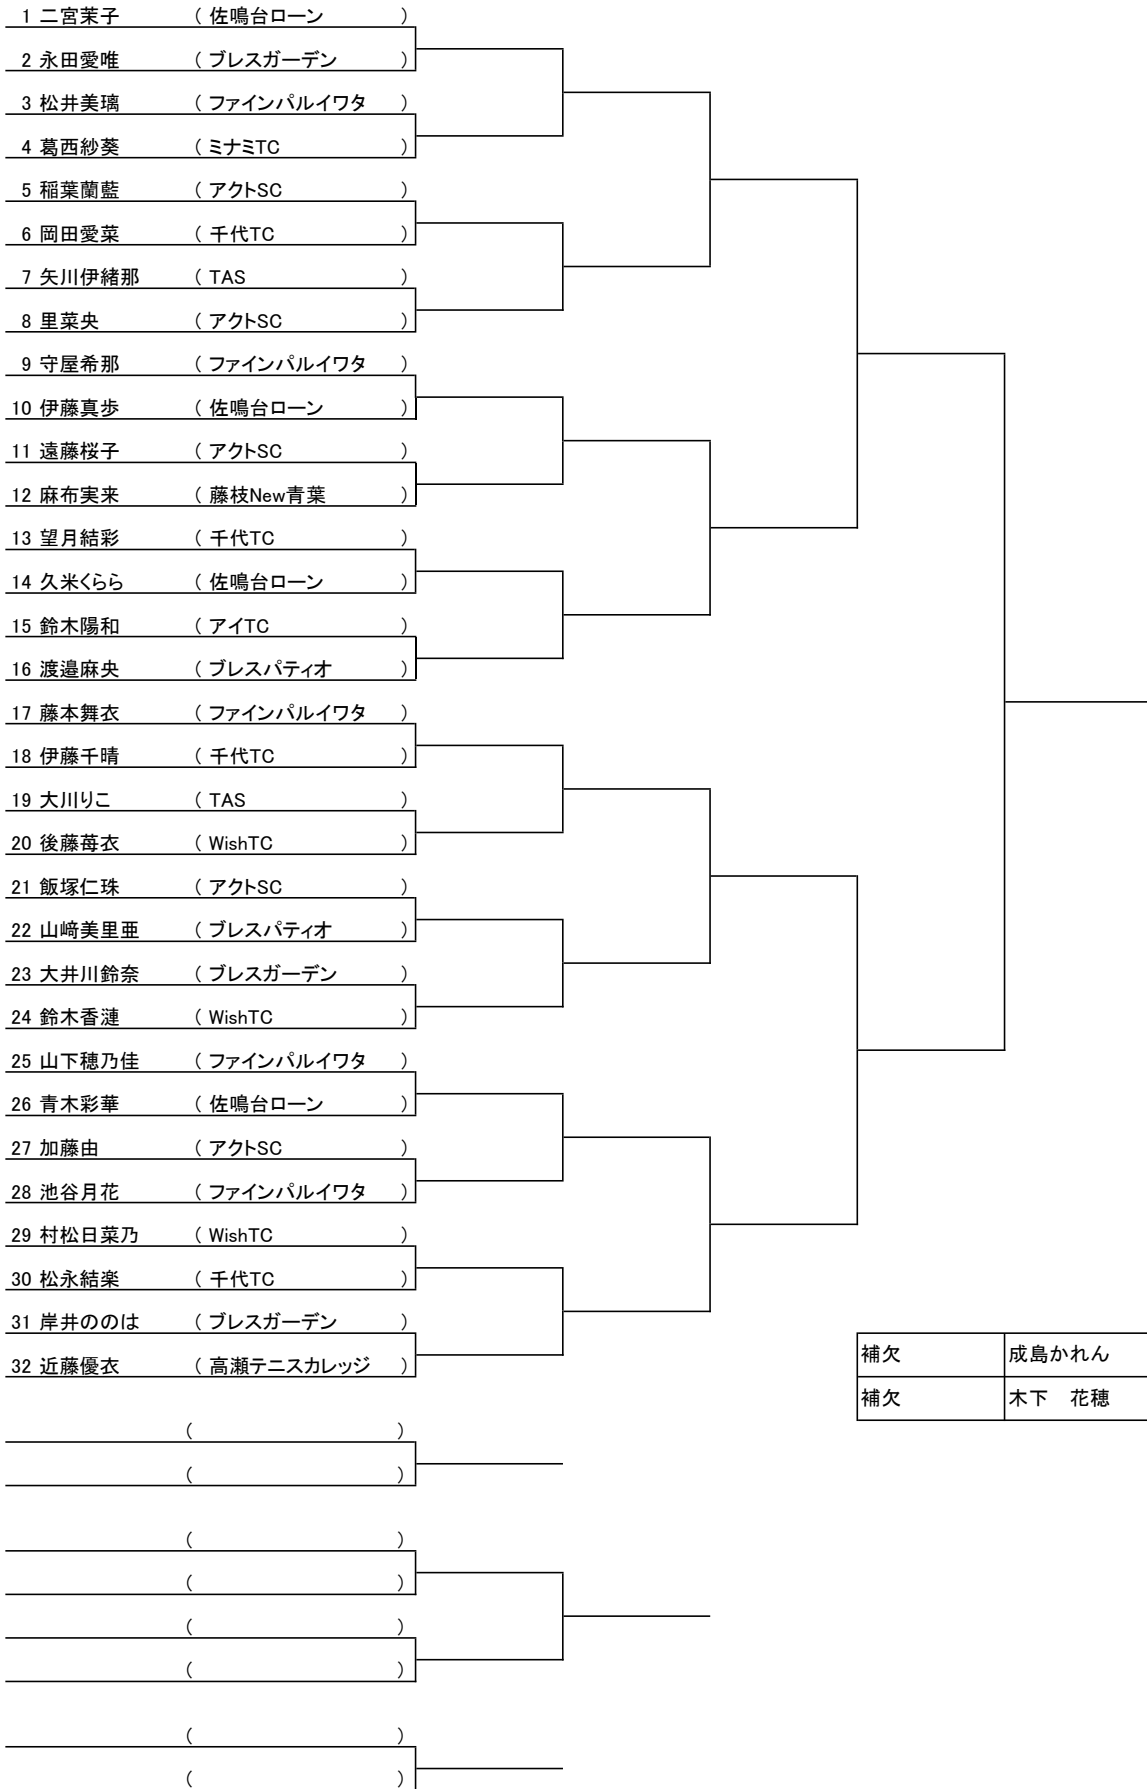 1 二宮茉子 ( 佐鳴台ローン )
2 永田愛唯 ( ブレスガーデン )
3 松井美璃 ( ファインパルイワタ )
4 葛西紗葵 ( ミナミTC )
5 稲葉蘭藍 ( アクトSC )
6 岡田愛菜 ( 千代TC )
7 矢川伊緒那 ( TAS )
8 里菜央 ( アクトSC )
9 守屋希那 ( ファインパルイワタ )
10 伊藤真歩 ( 佐鳴台ローン )
11 遠藤桜子 ( アクトSC )
12 麻布実来 ( 藤枝New青葉 )
13 望月結彩 ( 千代TC )
14 久米くらら ( 佐鳴台ローン )
15 鈴木陽和 ( アイTC )
16 渡邉麻央 ( ブレスパティオ )
17 藤本舞衣 ( ファインパルイワタ )
18 伊藤千晴 ( 千代TC )
19 大川りこ ( TAS )
20 後藤苺衣 ( WishTC )
21 飯塚仁珠 ( アクトSC )
22 山﨑美里亜 ( ブレスパティオ )
23 大井川鈴奈 ( ブレスガーデン )
24 鈴木香漣 ( WishTC )
25 山下穂乃佳 ( ファインパルイワタ )
26 青木彩華 ( 佐鳴台ローン )
27 加藤由 ( アクトSC )
28 池谷月花 ( ファインパルイワタ )
29 村松日菜乃 ( WishTC )
30 松永結楽 ( 千代TC )
31 岸井ののは ( ブレスガーデン )
32 近藤優衣 ( 高瀬テニスカレッジ )
補欠 成島かれん
補欠 木下　花穂
( )
( )
( )
( )
( )
( )
( )
( )